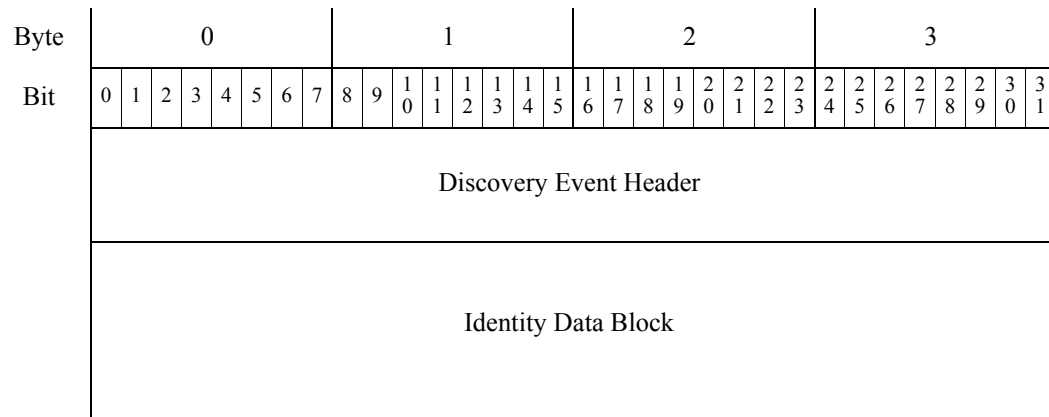 Byte 0 1 2 3
Bit 0 1 2 3 4 5 6 7 8 9 10 11 12 13 14 15 16 17 18 19 20 21 22 23 24 25 26 27 28 29 30 31
Discovery Event Header
Identity Data Block